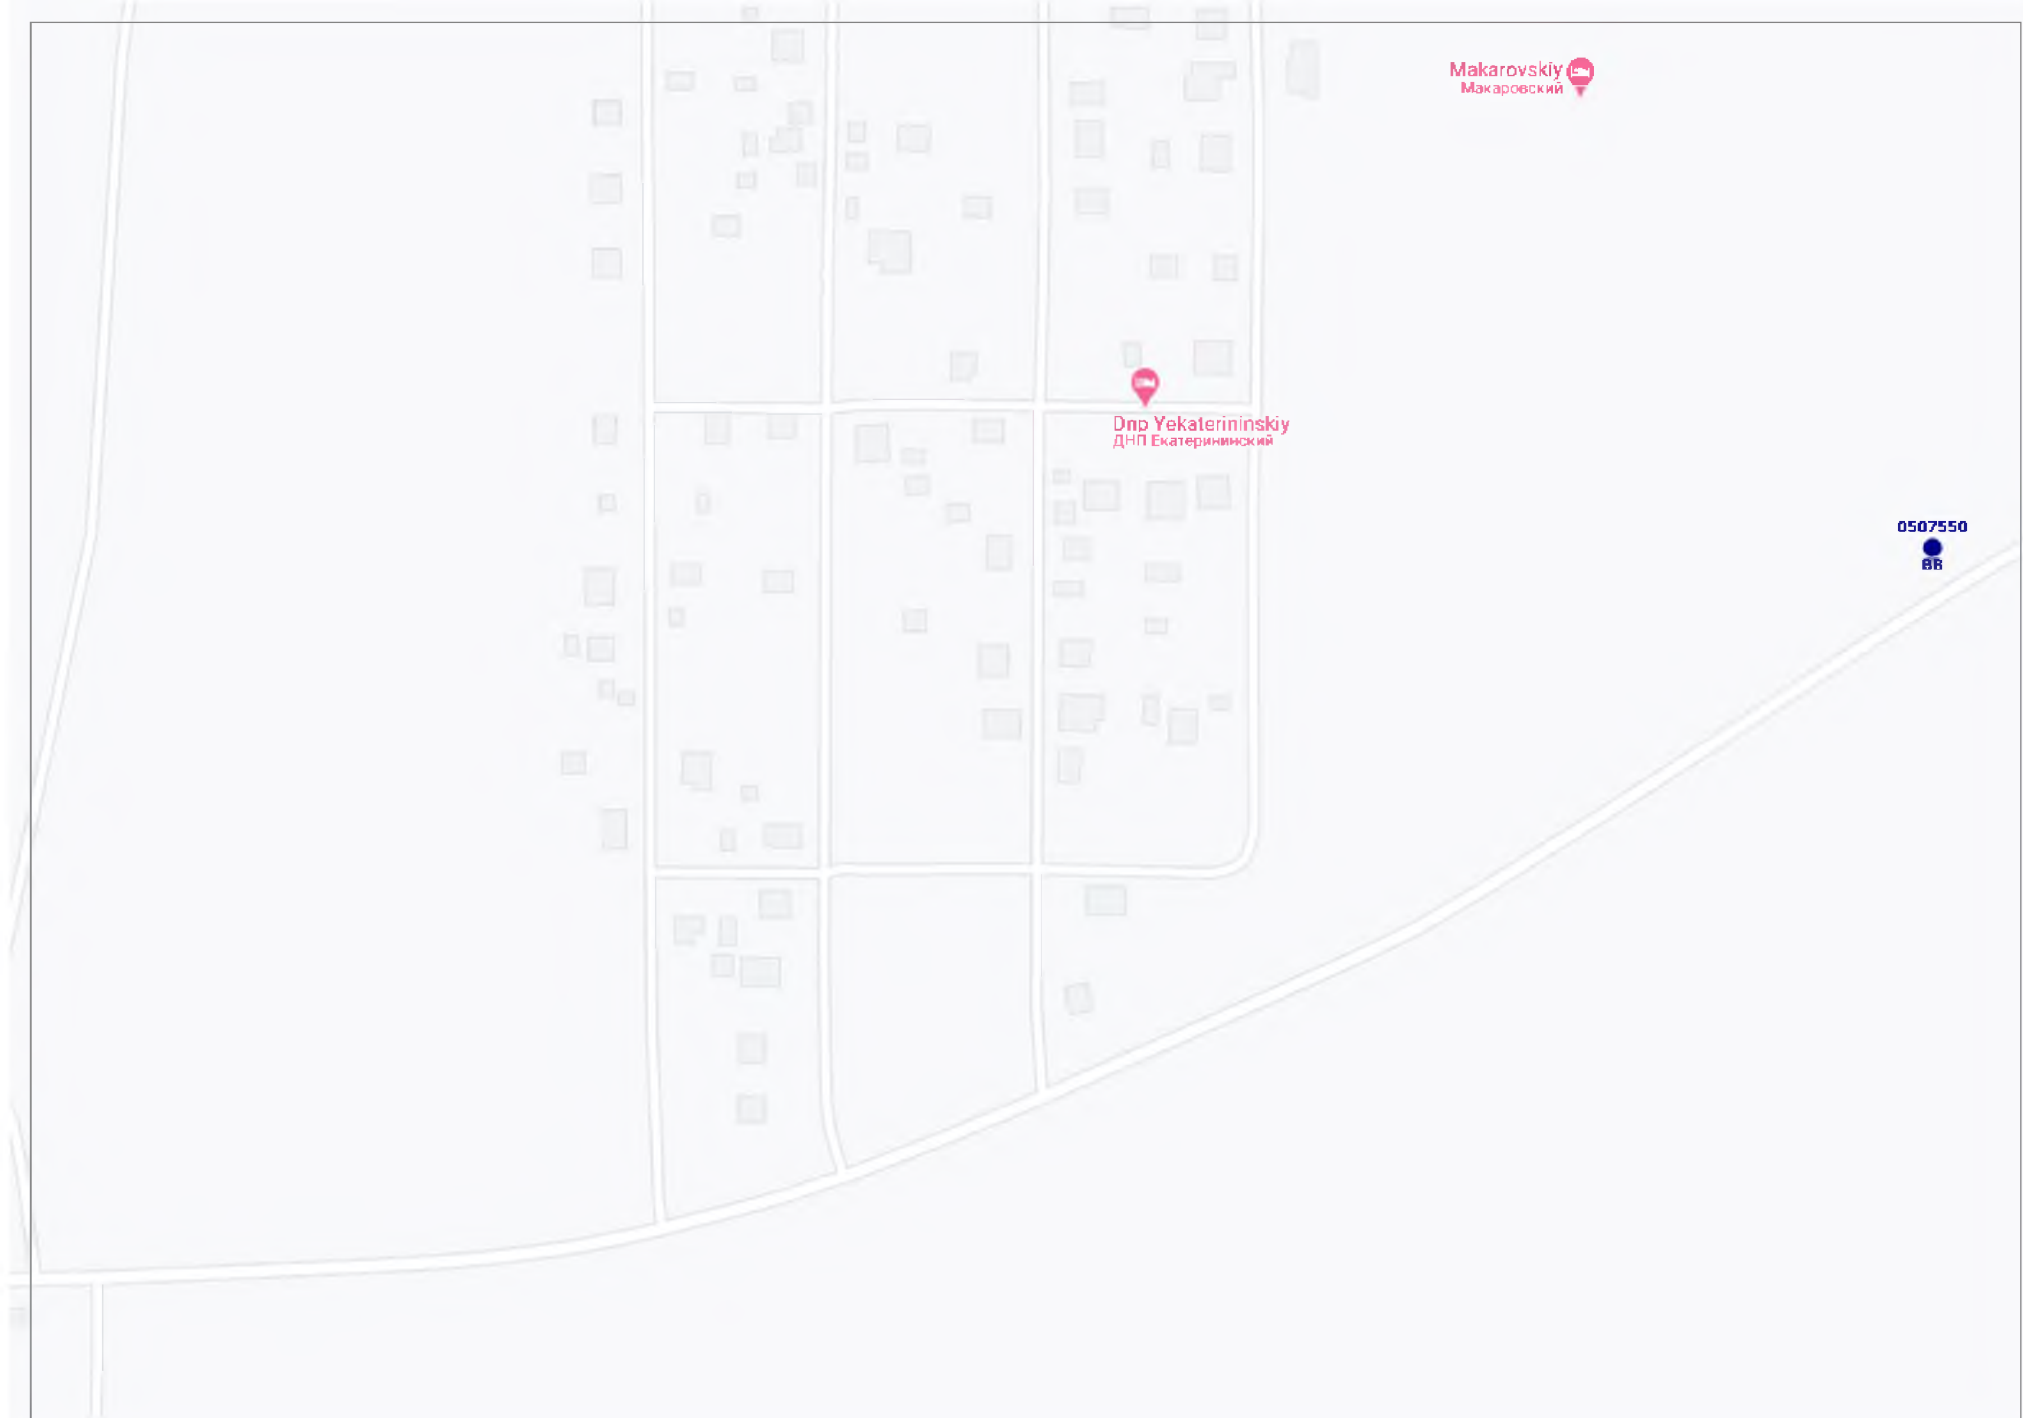 Makarovskiy
Макаровский
Dnp Yekaterininskiy
ДНП Екатерининский
0507550
BB